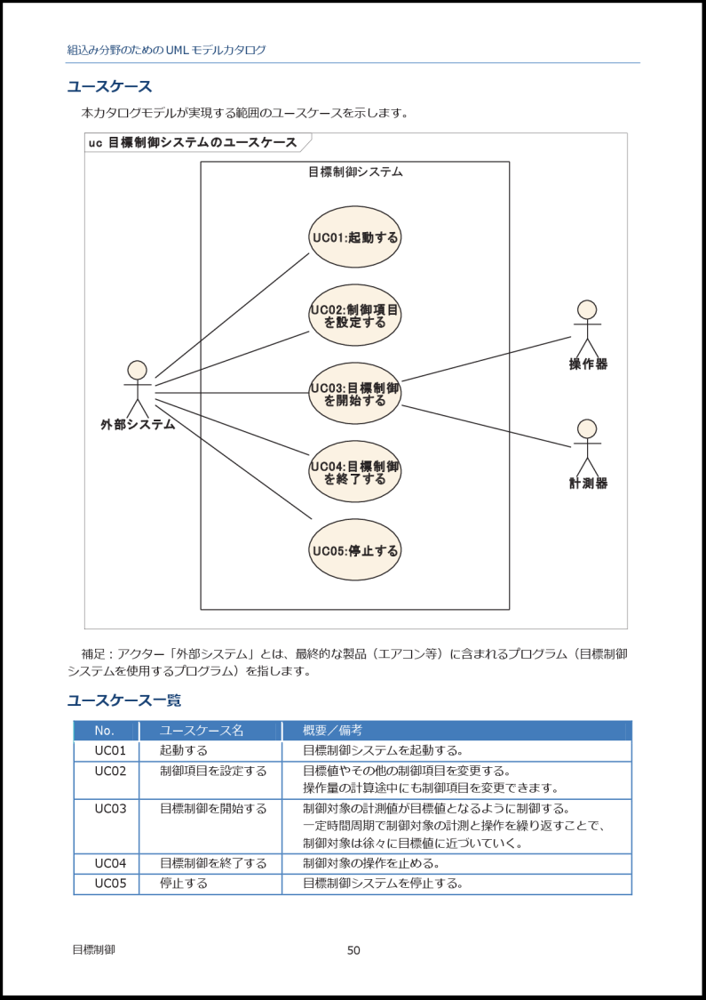 組込み分野のための UML モデルカタログ
ユースケース
本カタログモデルが実現する範囲のユースケースを示します。
uc 目標制御システムのユースケース
目標制御システム
UC01:起動する
UC02:制御項目
を設定する
UC03:目標制御
を開始する
UC04:目標制御
を終了する
UC05:停止する
外部システム
操作器
計測器
補足：アクター「外部システム」とは、最終的な製品（エアコン等）に含まれるプログラム（目標制御
システムを使用するプログラム）を指します。
ユースケース一覧
No. ユースケース名 概要／備考
UC01 起動する 目標制御システムを起動する。
UC02 制御項目を設定する 目標値やその他の制御項目を変更する。
操作量の計算途中にも制御項目を変更できます。
UC03 目標制御を開始する 制御対象の計測値が目標値となるように制御する。
一定時間周期で制御対象の計測と操作を繰り返すことで、
制御対象は徐々に目標値に近づいていく。
UC04 目標制御を終了する 制御対象の操作を止める。
UC05 停止する 目標制御システムを停止する。
目標制御 50